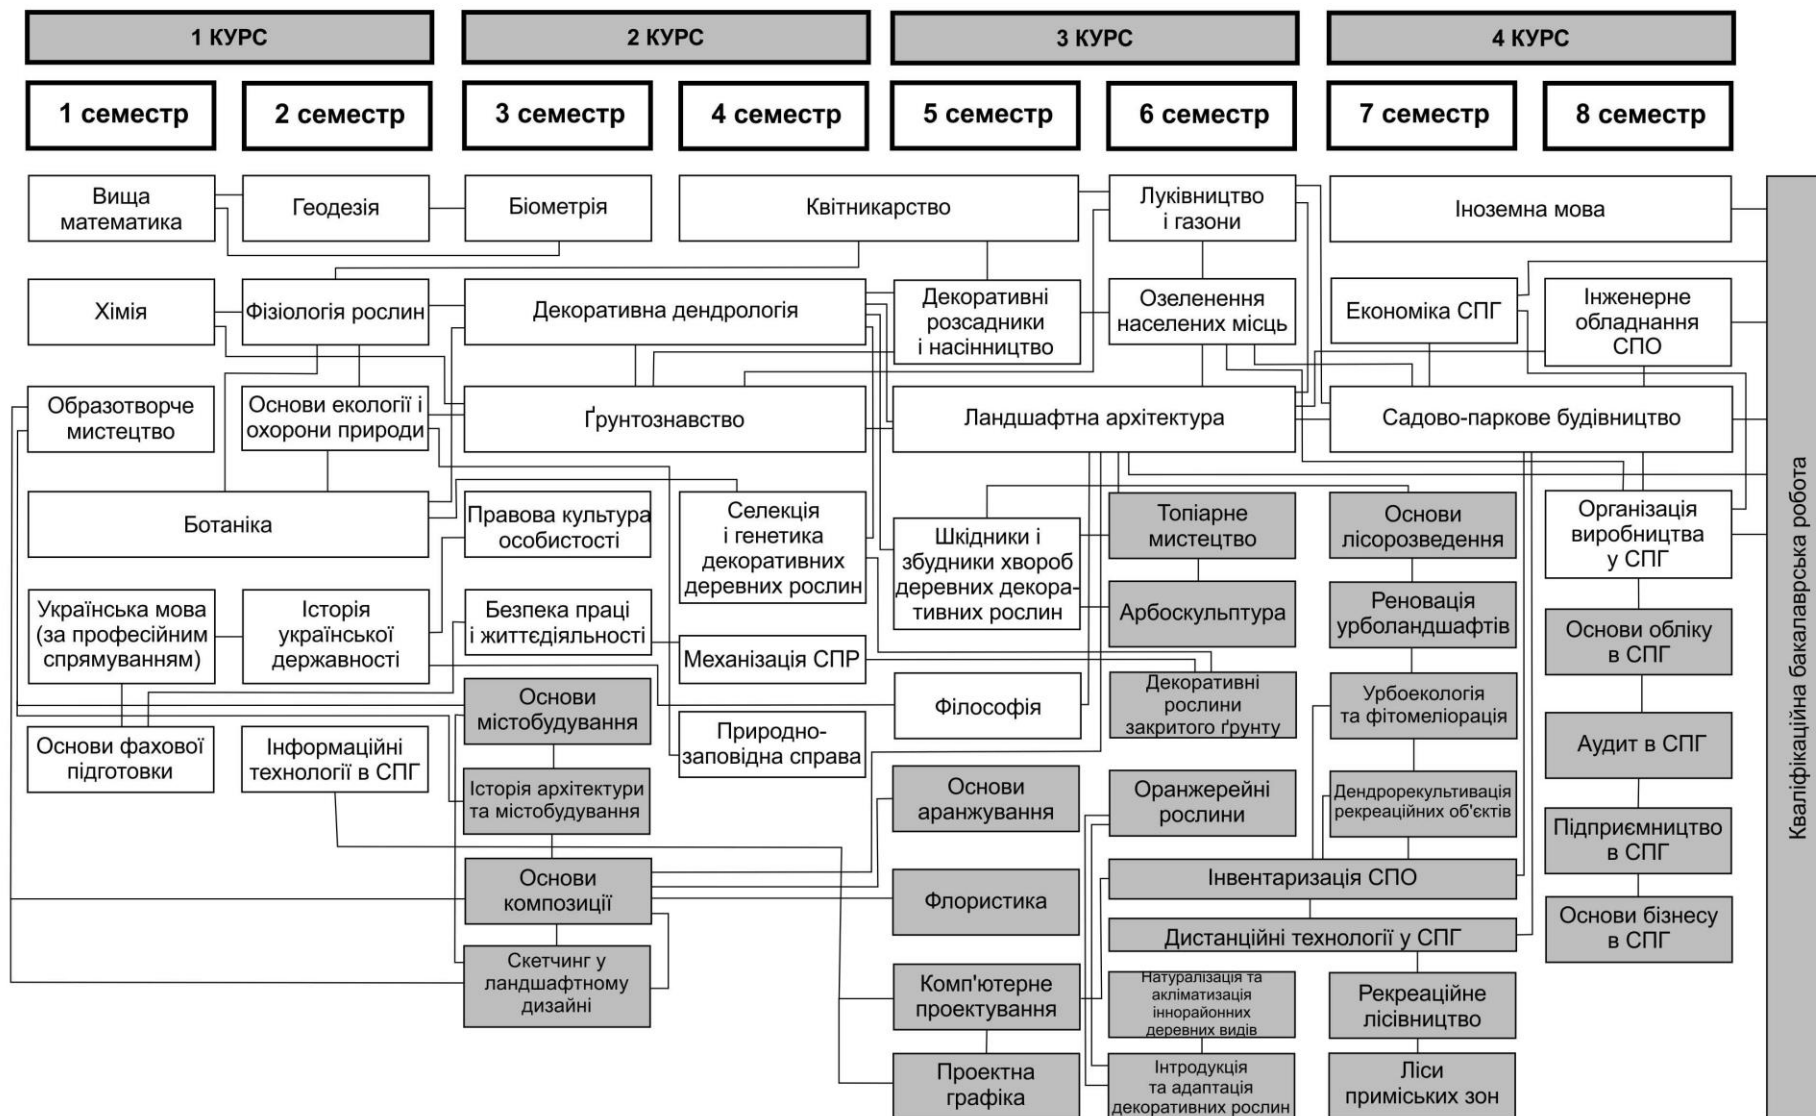 1 КУРС
2 КУРС
3 КУРС
4 КУРС
1 семестр
2 семестр
3 семестр
4 семестр
5 семестр
6 семестр
7 семестр
8 семестр
Вища
математика
Геодезія
Біометрія
Квітникарство
Луківництво
і газони
Іноземна мова
Хімія
Фізіологія рослин
Декоративна дендрологія
Декоративні
розсадники
і насінництво
Озеленення
населених місць
Економіка СПГ
Інженерне
обладнання
СПО
Образотворче
мистецтво
Основи екології і
охорони природи
Ґрунтознавство
Ландшафтна архітектура
Садово-паркове будівництво
Ботаніка
Правова культура
особистості
Селекція
і генетика
декоративних
деревних рослин
Шкідники і
збудники хвороб
деревних декора-
тивних рослин
Топіарне
мистецтво
Основи
лісорозведення
Організація
виробництва
у СПГ
Українська мова
(за професійним
спрямуванням)
Історія
української
державності
Безпека праці
і життєдіяльності
Механізація СПР
Арбоскульптура
Реновація
урболандшафтів
Основи обліку
в СПГ
Основи
містобудування
Філософія
Декоративні
рослини
закритого ґрунту
Урбоекологія
та фітомеліорація
Основи фахової
підготовки
Інформаційні
технології в СПГ
Природно-
заповідна справа
Аудит в СПГ
Історія архітектури
та містобудування
Основи
аранжування
Оранжерейні
рослини
Дендрорекультивація
рекреаційних об'єктів
Підприємництво
в СПГ
Основи
композиції
Флористика
Інвентаризація СПО
Основи бізнесу
в СПГ
Дистанційні технології у СПГ
Скетчинг у
ландшафтному
дизайні
Комп'ютерне
проектування
Натуралізація та
акліматизація
іннорайонних
деревних видів
Рекреаційне
лісівництво
Проектна
графіка
Інтродукція
та адаптація
декоративних рослин
Ліси
приміських зон
Кваліфікаційна бакалаврська робота